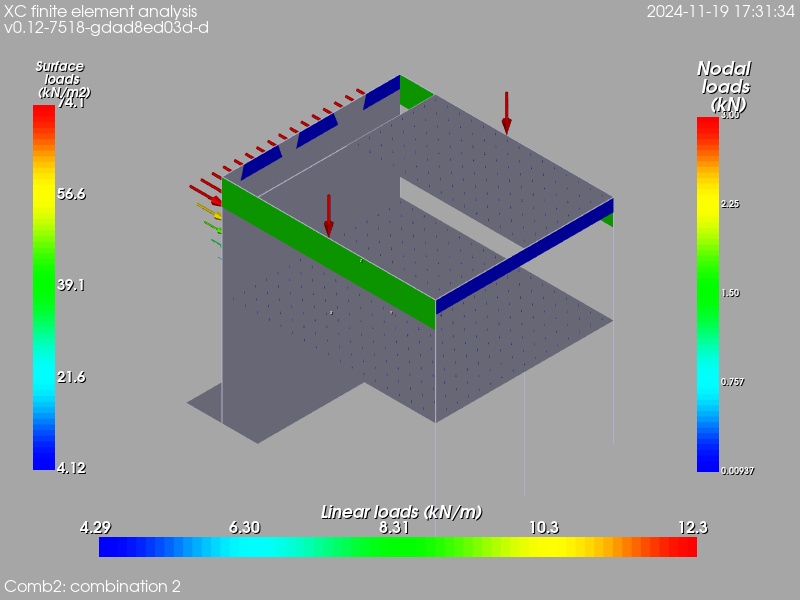 XC finite element analysis
v0.12-7518-gdad8ed03d-d
2024-11-19 17:31:34
Surface
loads
(kN/m2)
74.1
56.6
39.1
21.6
4.12
Nodal
loads
(kN)
3.00
2.25
1.50
0.757
0.00937
Linear loads (kN/m)
4.29 6.30 8.31 10.3 12.3
Comb2: combination 2